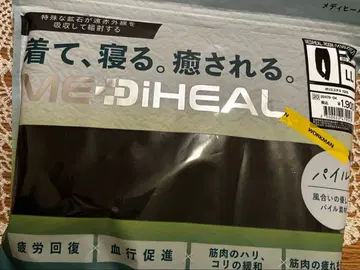 メディヒー
特殊な鉱石が遠赤外線を
吸収して輻射する
着て、寝る。癒される。
MEDiHEAL
LL
WORKMAN
パイル
風合いの優し
パイル素材
疲労回復
血行促進
筋肉のハリ、
コリの緩和
筋肉の疲れ